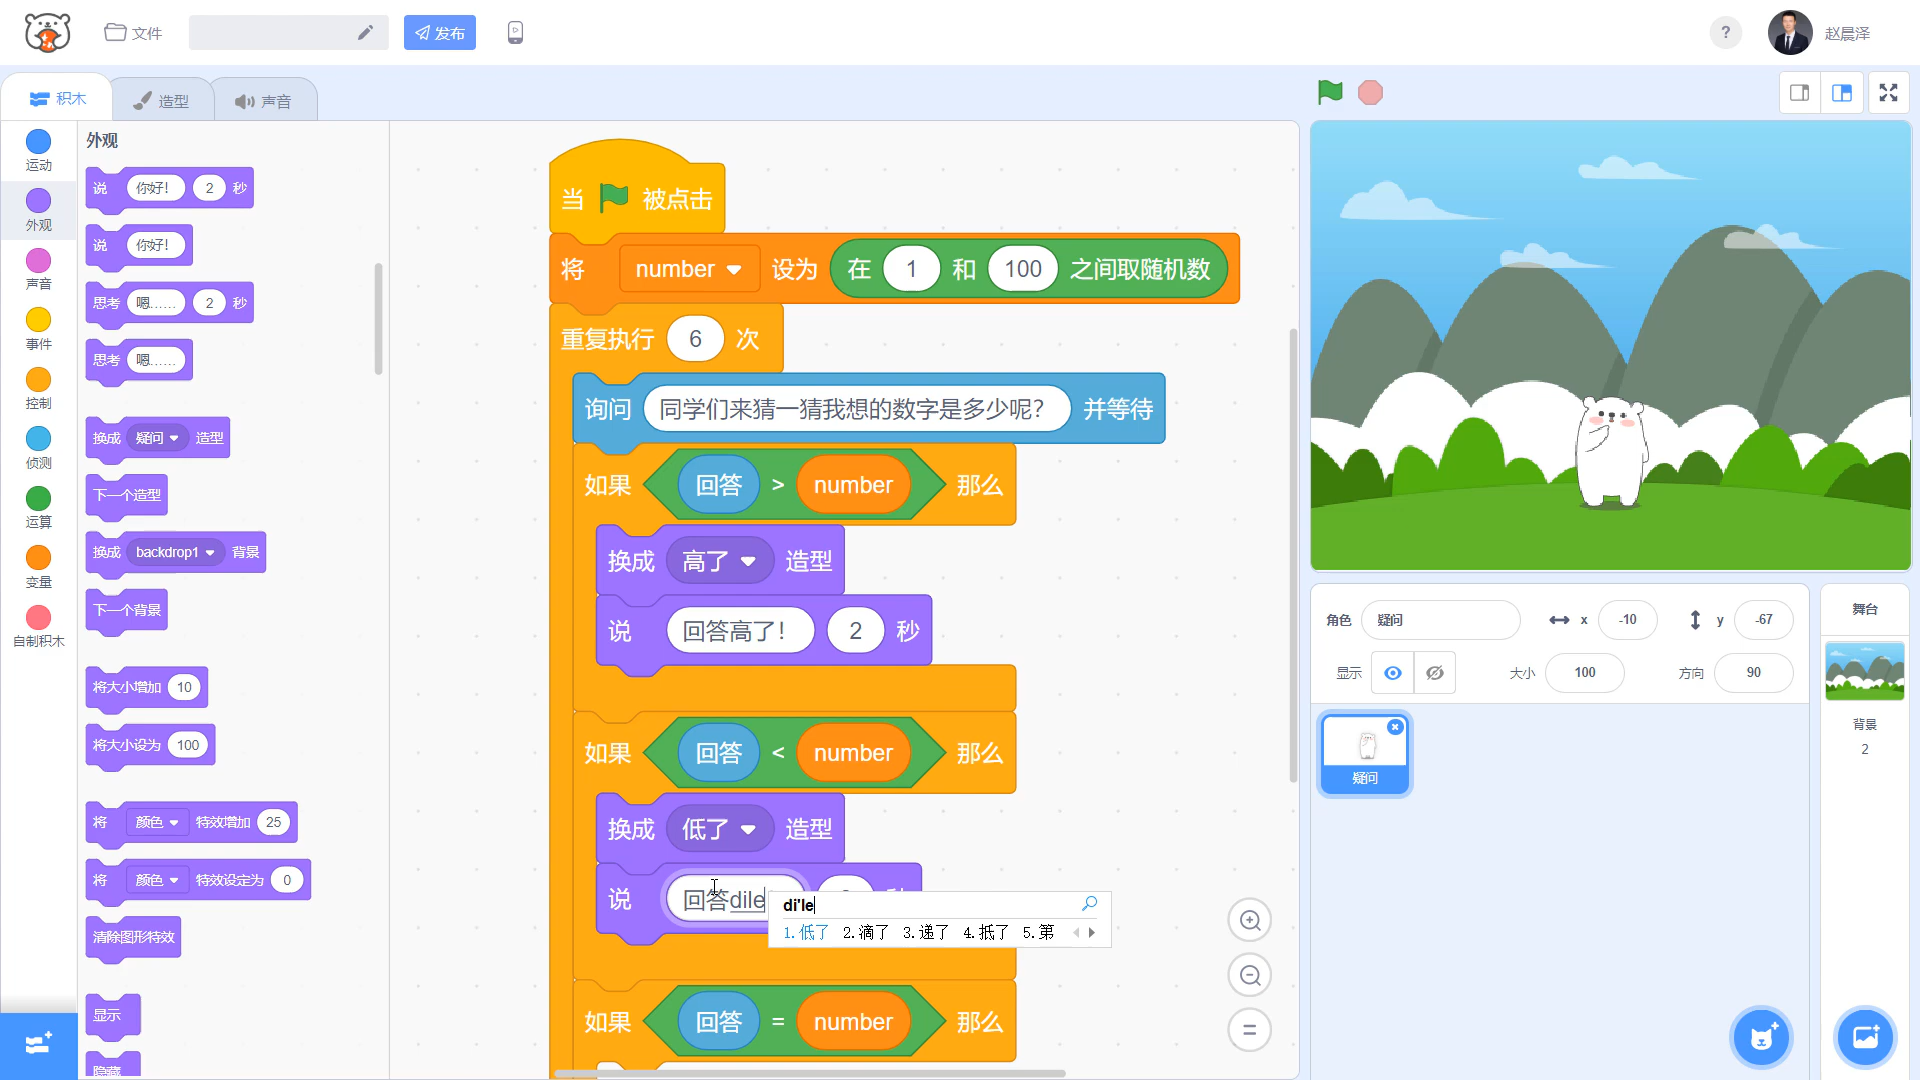 文件
发布
?
赵晨泽
积木
造型
声音
运动
外观
声音
事件
控制
侦测
运算
变量
自制积木
外观
说 你好! 2 秒
说 你好!
思考 嗯…… 2 秒
思考 嗯……
换成 疑问 造型
下一个造型
换成 backdrop1 背景
下一个背景
将大小增加 10
将大小设为 100
将 颜色 特效增加 25
将 颜色 特效设定为 0
清除图形特效
显示
隐藏
当 被点击
将 number 设为 在 1 和 100 之间取随机数
重复执行 6 次
询问 同学们来猜一猜我想的数字是多少呢? 并等待
如果 回答 > number 那么
换成 高了 造型
说 回答高了! 2 秒
如果 回答 < number 那么
换成 低了 造型
说 回答dile
di'le
1.低了 2.滴了 3.递了 4.抵了 5.第
如果 回答 = number 那么
角色 疑问 x -10 y -67
显示 大小 100 方向 90
疑问
舞台
背景
2